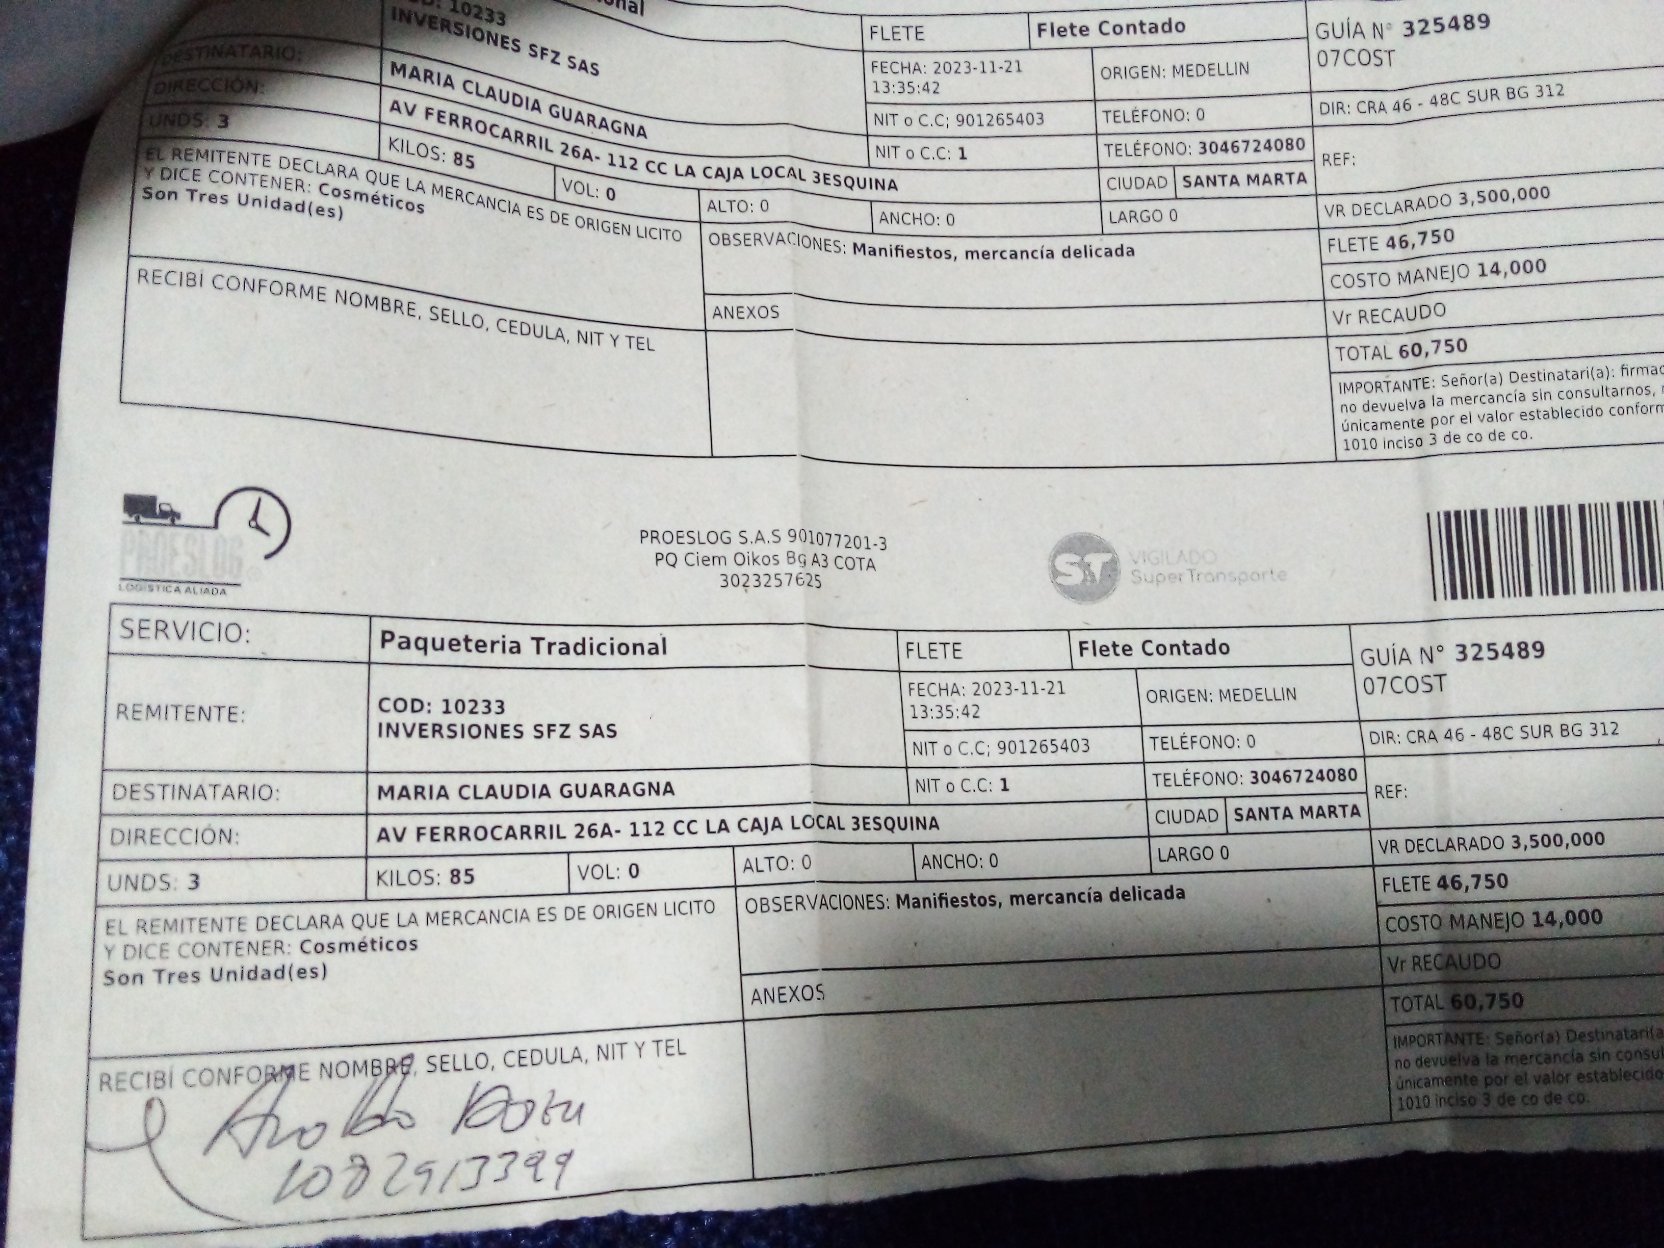 COD: 10233
INVERSIONES SFZ SAS
FLETE
Flete Contado
GUÍA N° 325489
07COST
FECHA: 2023-11-21
13:35:42
ORIGEN: MEDELLIN
DIR: CRA 46 - 48C SUR BG 312
NIT o C.C; 901265403
TELÉFONO: 0
DESTINATARIO:
MARIA CLAUDIA GUARAGNA
NIT o C.C: 1
TELÉFONO: 3046724080
REF:
DIRECCIÓN:
AV FERROCARRIL 26A- 112 CC LA CAJA LOCAL 3ESQUINA
CIUDAD
SANTA MARTA
UNDS: 3
KILOS: 85
VOL: 0
ALTO: 0
ANCHO: 0
LARGO 0
VR DECLARADO 3,500,000
EL REMITENTE DECLARA QUE LA MERCANCIA ES DE ORIGEN LICITO
Y DICE CONTENER: Cosméticos
Son Tres Unidad(es)
OBSERVACIONES: Manifiestos, mercancía delicada
FLETE 46,750
COSTO MANEJO 14,000
ANEXOS
Vr RECAUDO
RECIBÍ CONFORME NOMBRE, SELLO, CEDULA, NIT Y TEL
TOTAL 60,750
IMPORTANTE: Señor(a) Destinatari(a): 
no devuelva la mercancía sin consultarnos,
únicamente por el valor establecido
1010 inciso 3 de co de co.
PROESLOG
LOGISTICA ALIADA
PROESLOG S.A.S 901077201-3
PQ Ciem Oikos Bg A3 COTA
3023257625
ST
VIGILADO
SuperTransporte
SERVICIO:
Paqueteria Tradicional
FLETE
Flete Contado
GUÍA N° 325489
07COST
REMITENTE:
COD: 10233
INVERSIONES SFZ SAS
FECHA: 2023-11-21
13:35:42
ORIGEN: MEDELLIN
NIT o C.C; 901265403
TELÉFONO: 0
DIR: CRA 46 - 48C SUR BG 312
DESTINATARIO:
MARIA CLAUDIA GUARAGNA
NIT o C.C: 1
TELÉFONO: 3046724080
REF:
DIRECCIÓN:
AV FERROCARRIL 26A- 112 CC LA CAJA LOCAL 3ESQUINA
CIUDAD
SANTA MARTA
UNDS: 3
KILOS: 85
VOL: 0
ALTO: 0
ANCHO: 0
LARGO 0
VR DECLARADO 3,500,000
EL REMITENTE DECLARA QUE LA MERCANCIA ES DE ORIGEN LICITO
Y DICE CONTENER: Cosméticos
Son Tres Unidad(es)
OBSERVACIONES: Manifiestos, mercancía delicada
FLETE 46,750
COSTO MANEJO 14,000
ANEXOS
Vr RECAUDO
TOTAL 60,750
RECIBÍ CONFORME NOMBRE, SELLO, CEDULA, NIT Y TEL
IMPORTANTE: Señor(a)
no devuelva la mercancía sin
únicamente por el valor establecido
1010 inciso 3 de co de co.
1082913399